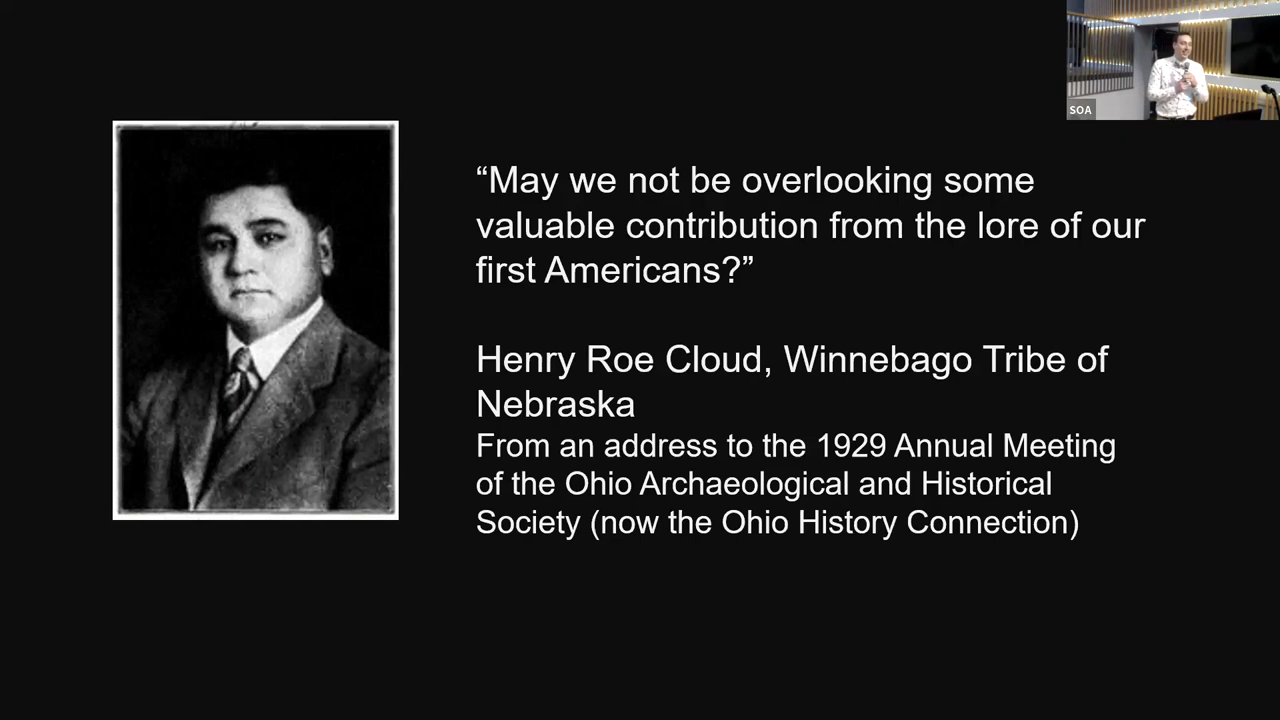 SOA
“May we not be overlooking some
valuable contribution from the lore of our
first Americans?”
Henry Roe Cloud, Winnebago Tribe of
Nebraska
From an address to the 1929 Annual Meeting
of the Ohio Archaeological and Historical
Society (now the Ohio History Connection)